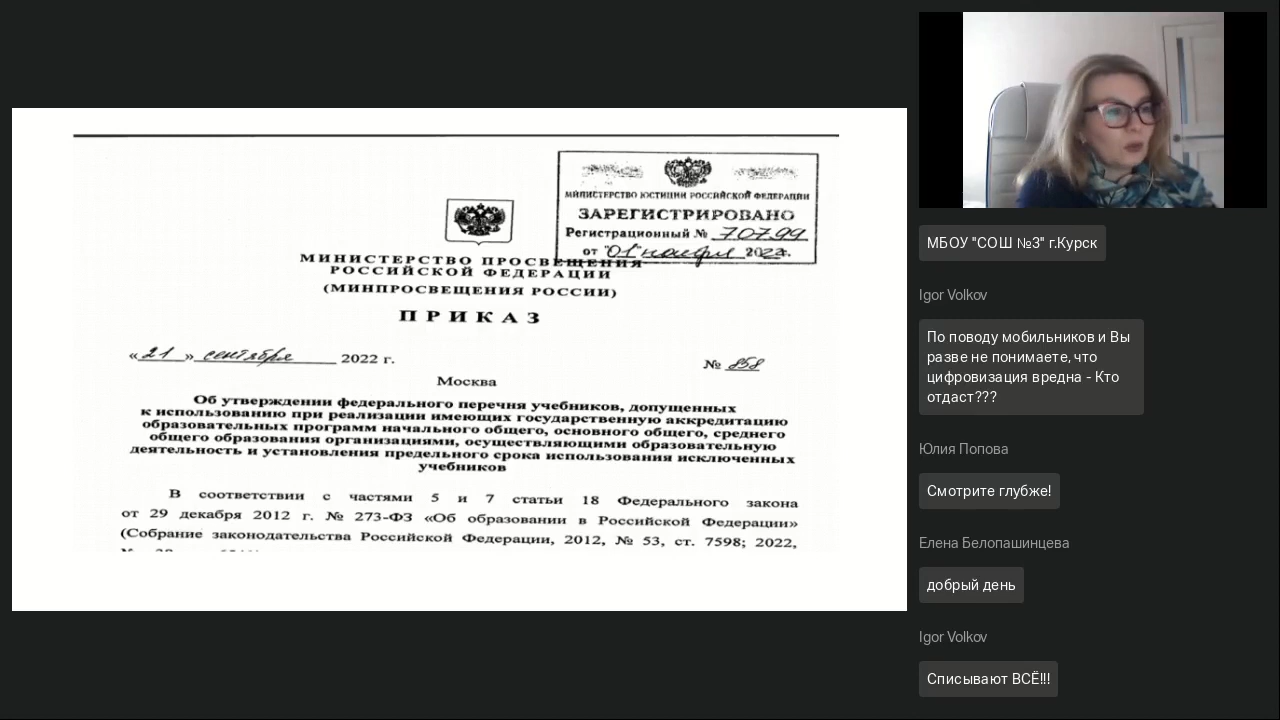 МИНИСТЕРСТВО ЮСТИЦИИ РОССИЙСКОЙ ФЕДЕРАЦИИ
ЗАРЕГИСТРИРОВАНО
Регистрационный № 70799
от "01" ноября 2022г.
МИНИСТЕРСТВО ПРОСВЕЩЕНИЯ
РОССИЙСКОЙ ФЕДЕРАЦИИ
(МИНПРОСВЕЩЕНИЯ РОССИИ)
ПРИКАЗ
«21» сентября 2022 г.
№ 858
Москва
Об утверждении федерального перечня учебников, допущенных
к использованию при реализации имеющих государственную аккредитацию
образовательных программ начального общего, основного общего, среднего
общего образования организациями, осуществляющими образовательную
деятельность и установления предельного срока использования исключенных
учебников
В соответствии с частями 5 и 7 статьи 18 Федерального закона
от 29 декабря 2012 г. № 273-ФЗ «Об образовании в Российской Федерации»
(Собрание законодательства Российской Федерации, 2012, № 53, ст. 7598; 2022,
МБОУ "СОШ №3" г.Курск
Igor Volkov
По поводу мобильников и Вы
разве не понимаете, что
цифровизация вредна - Кто
отдаст???
Юлия Попова
Смотрите глубже!
Елена Белопашинцева
добрый день
Igor Volkov
Списывают ВСЁ!!!